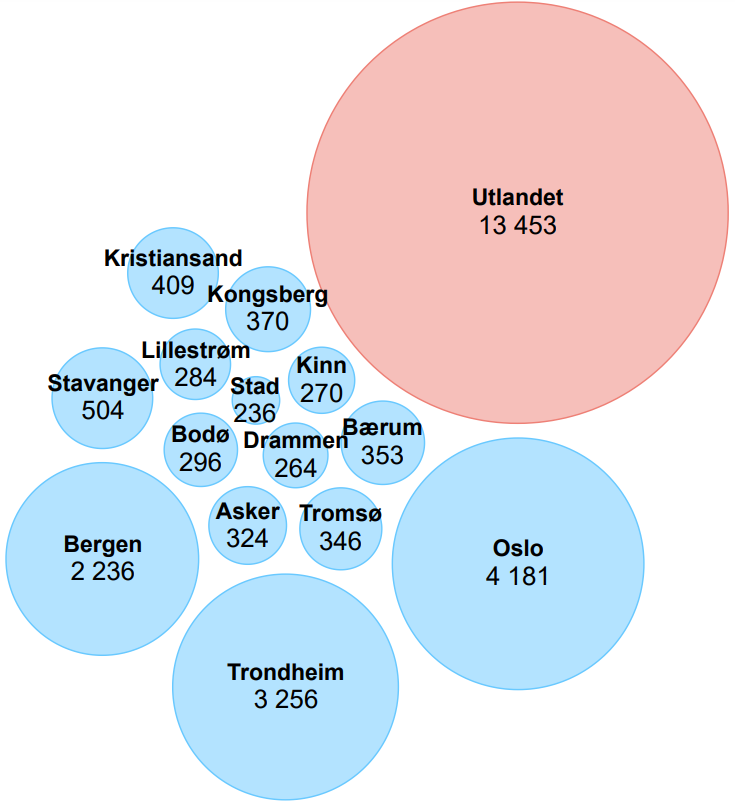 Utlandet
13 453
Kristiansand
409
Kongsberg
370
Lillestrøm
284
Kinn
270
Stavanger
504
Stad
236
Bodø
296
Drammen
264
Bærum
353
Asker
324
Tromsø
346
Bergen
2 236
Oslo
4 181
Trondheim
3 256